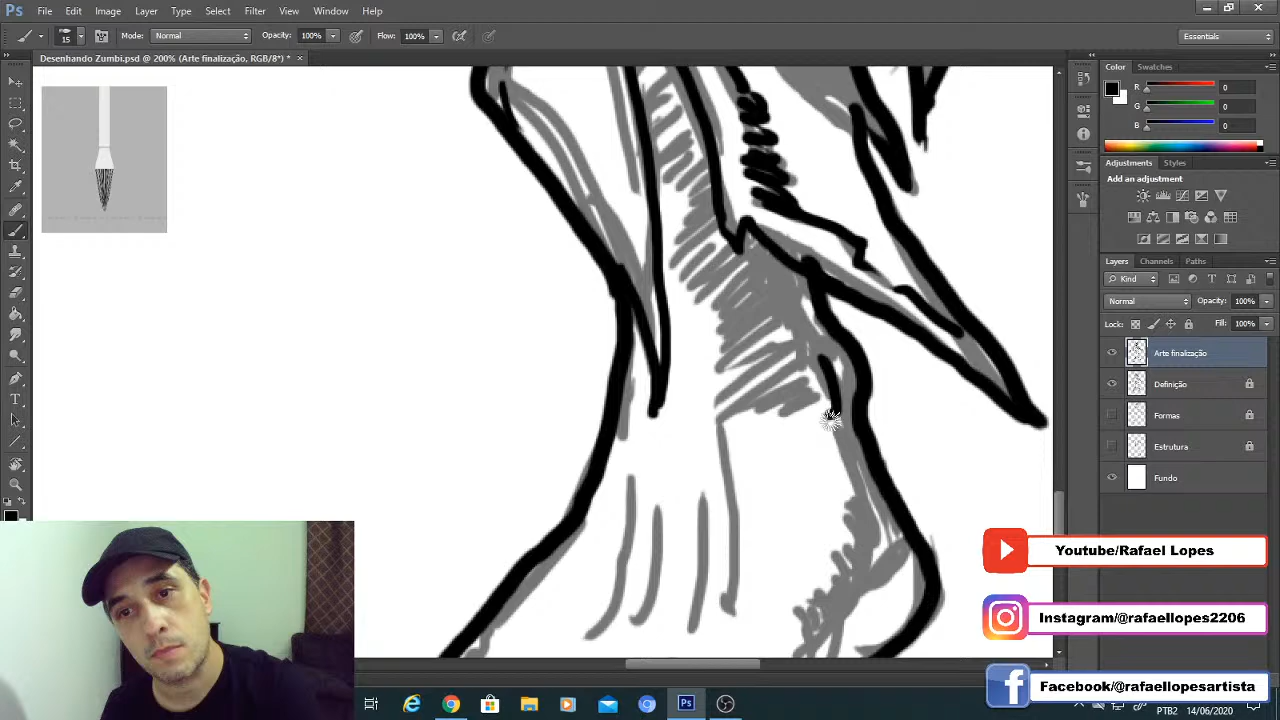 Ps File Edit Image Layer Type Select Filter View Window Help
15 Mode: Normal Opacity: 100% Flow: 100% Essentials
Desenhando Zumbi.psd @ 200% (Arte finalização, RGB/8*) * ×
Color Swatches
R 0
G 0
B 0
Adjustments Styles
Add an adjustment
Layers Channels Paths
Kind
Normal Opacity: 100%
Lock: Fill: 100%
Arte finalização
Definição
Formas
Estrutura
Fundo
Youtube/Rafael Lopes
Instagram/@rafaellopes2206
Facebook/@rafaellopesartista
Ps
PTB2 14/06/2020